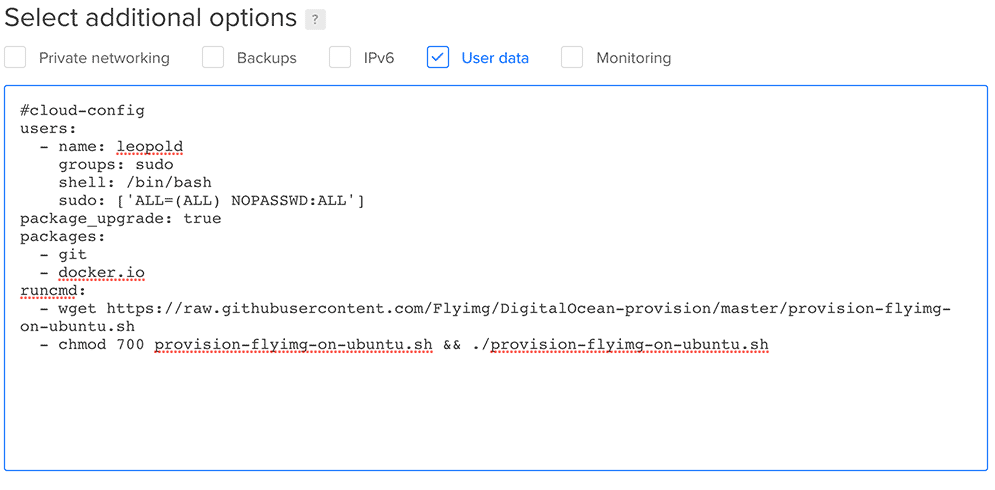 Select additional options ?
Private networking Backups IPv6 User data Monitoring
#cloud-config
users:
  - name: leopold
    groups: sudo
    shell: /bin/bash
    sudo: ['ALL=(ALL) NOPASSWD:ALL']
package_upgrade: true
packages:
  - git
  - docker.io
runcmd:
  - wget https://raw.githubusercontent.com/Flyimg/DigitalOcean-provision/master/provision-flyimg-
on-ubuntu.sh
  - chmod 700 provision-flyimg-on-ubuntu.sh && ./provision-flyimg-on-ubuntu.sh